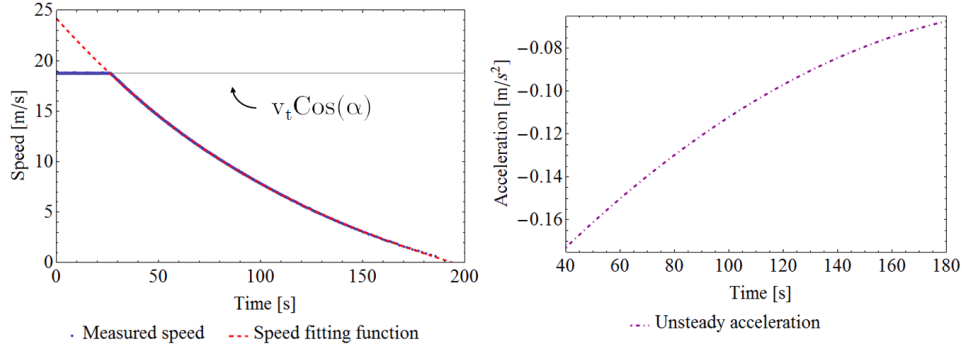 25
20
15
10
5
0
Speed [m/s]
vₜCos(α)
0 50 100 150 200
Time [s]
Measured speed Speed fitting function
−0.08
−0.10
−0.12
−0.14
−0.16
Acceleration [m/s²]
40 60 80 100 120 140 160 180
Time [s]
Unsteady acceleration